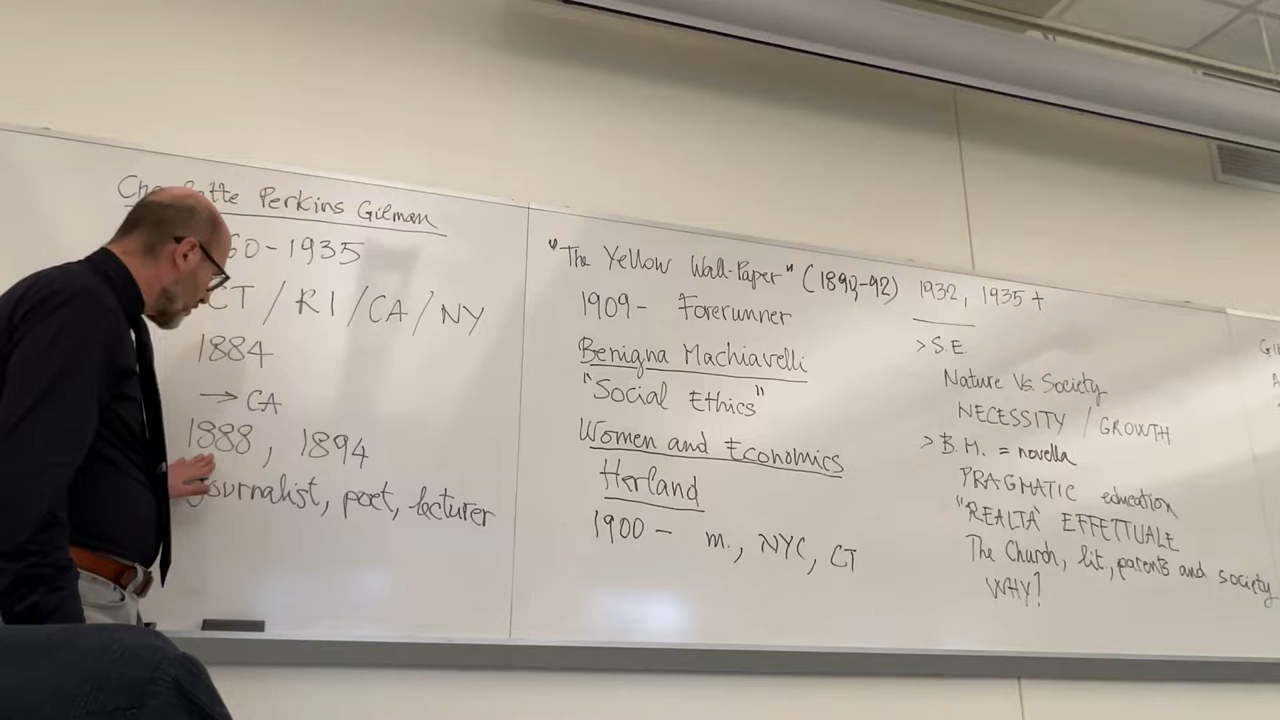 Charlotte Perkins Gilman
60-1935
CT / RI / CA / NY
1884
→ CA
1888, 1894
journalist, poet, lecturer
"The Yellow Wall-Paper" (1890-92) 1932, 1935 +
1909- Forerunner
Benigna Machiavelli
"Social Ethics"
Women and Economics
Herland
1900 - m., NYC, CT
> S.E.
Nature Vs. Society
NECESSITY / GROWTH
> B.M. = novella
PRAGMATIC education
"REALTA' EFFETTUALE
The Church, lit., parents and society
WHY?